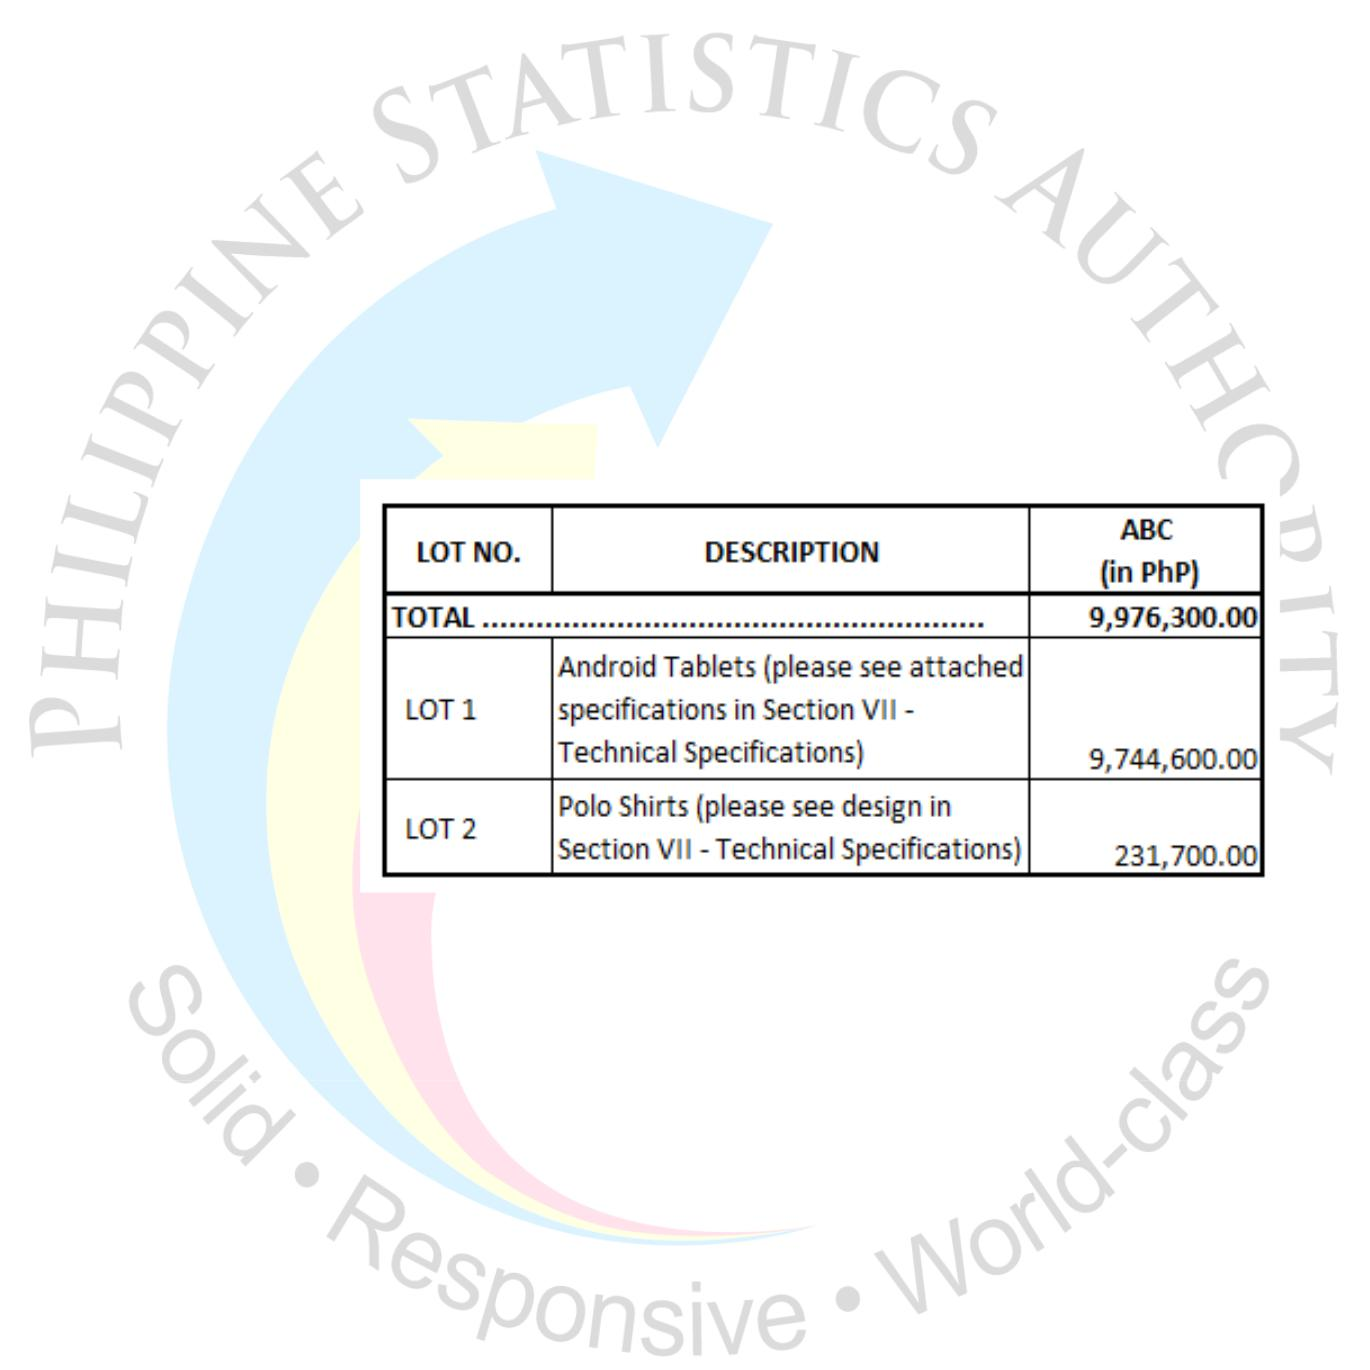 PHILIPPINE STATISTICS AUTHORITY
LOT NO.
DESCRIPTION
ABC
(in PhP)
TOTAL ........................................................
9,976,300.00
LOT 1
Android Tablets (please see attached
specifications in Section VII -
Technical Specifications)
9,744,600.00
LOT 2
Polo Shirts (please see design in
Section VII - Technical Specifications)
231,700.00
Solid • Responsive • World-class